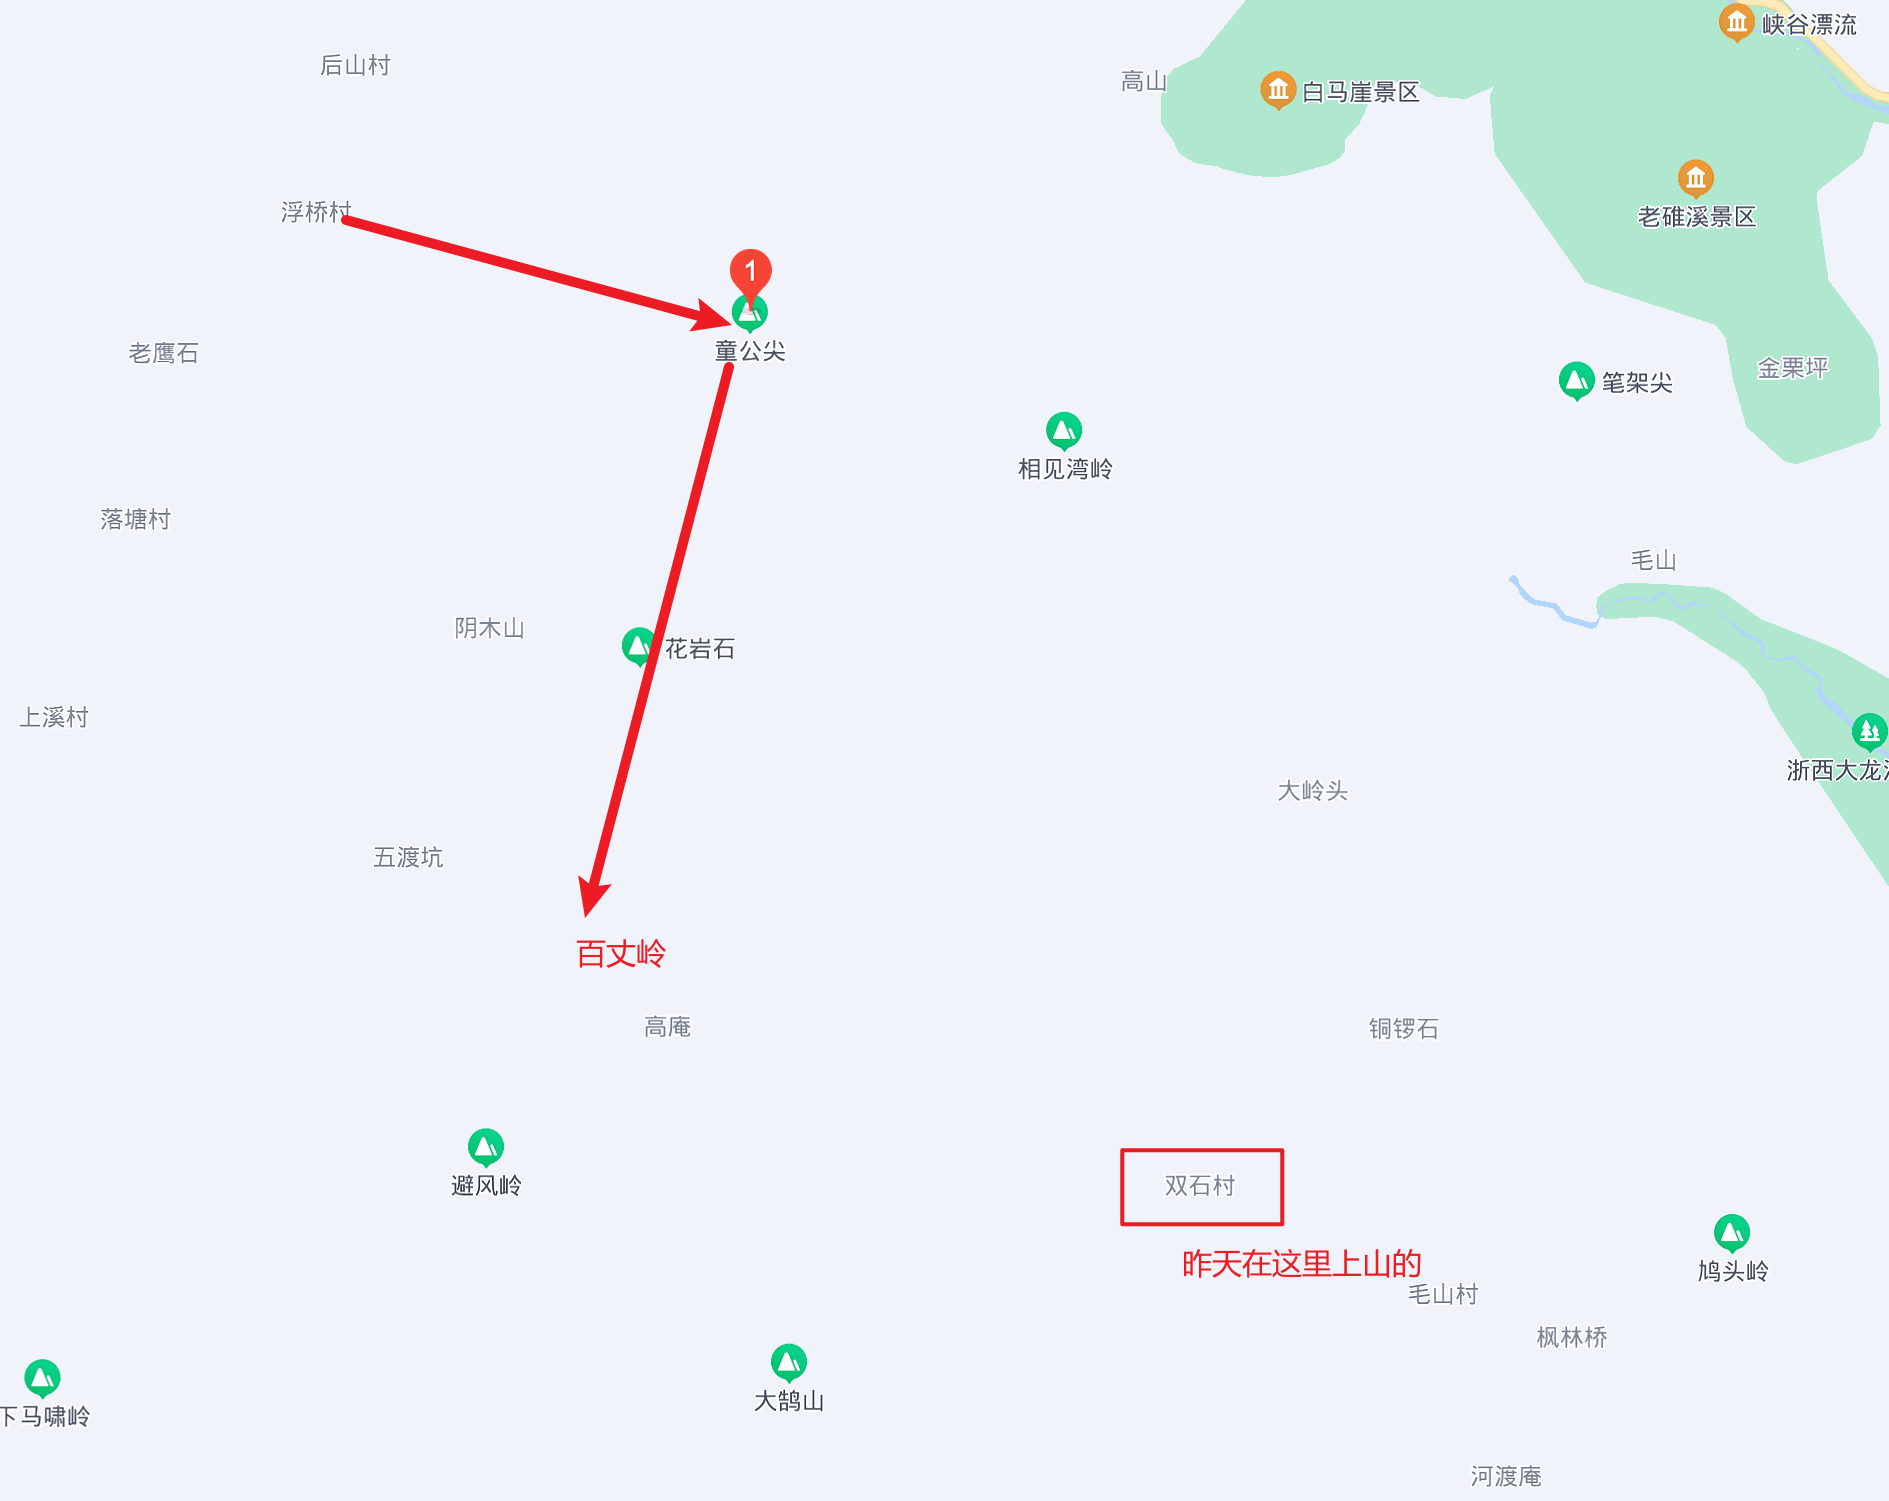 峡谷漂流
后山村
高山
白马崖景区
老碓溪景区
浮桥村
1
童公尖
老鹰石
金栗坪
笔架尖
相见湾岭
落塘村
毛山
阴木山
花岩石
上溪村
浙西大龙
大岭头
五渡坑
百丈岭
高庵
铜锣石
避风岭
双石村
昨天在这里上山的
鸠头岭
毛山村
枫林桥
大鹄山
下马啸岭
河渡庵